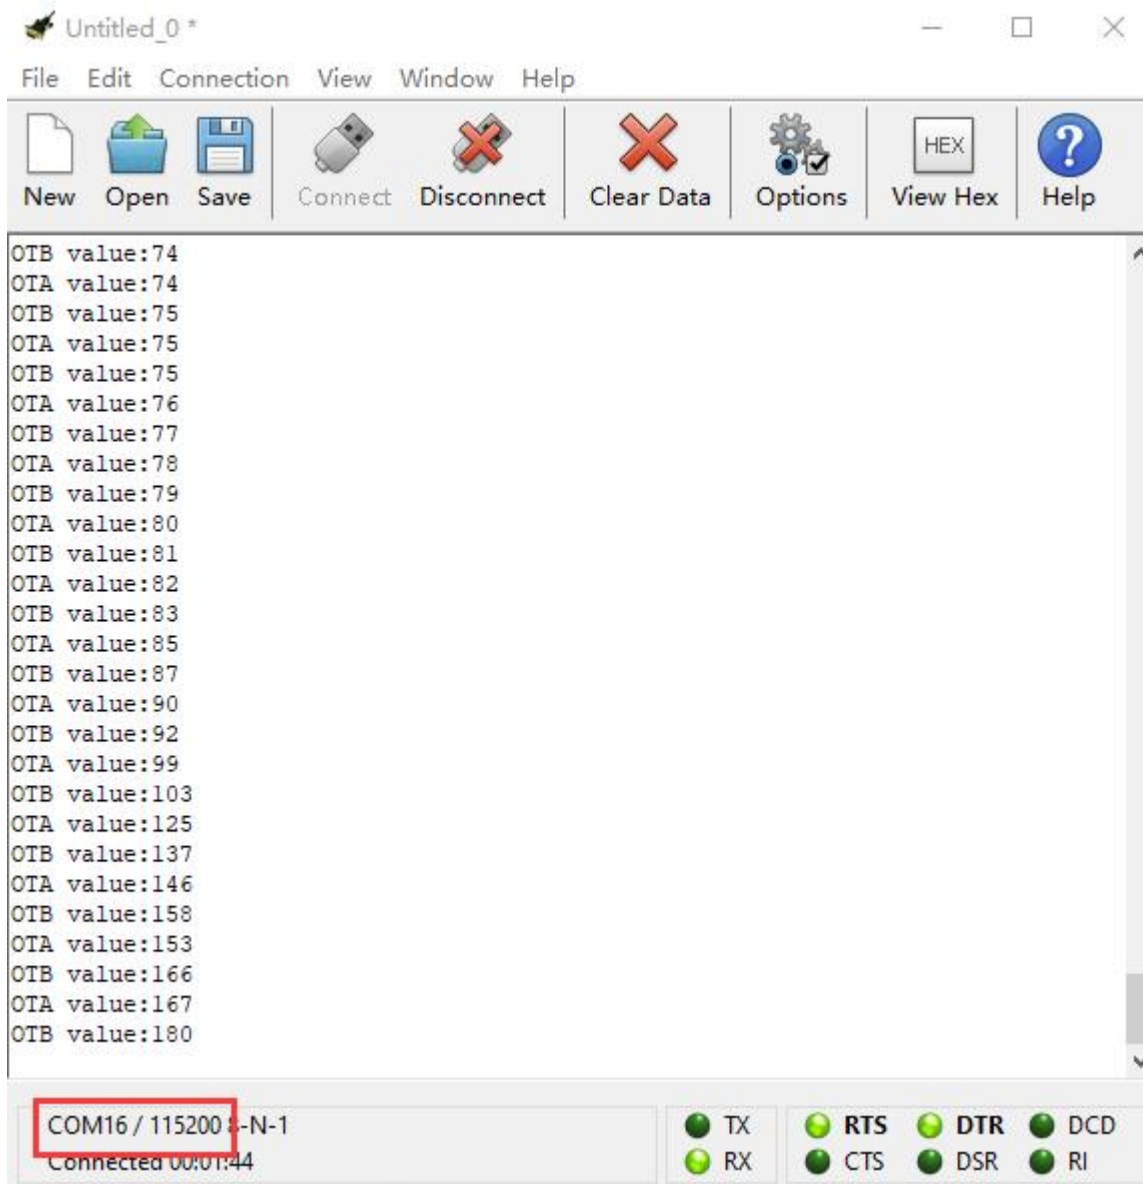 Untitled_0 *
File Edit Connection View Window Help
HEX
New Open Save Connect Disconnect Clear Data Options View Hex Help
OTB value:74
OTA value:74
OTB value:75
OTA value:75
OTB value:75
OTA value:76
OTB value:77
OTA value:78
OTB value:79
OTA value:80
OTB value:81
OTA value:82
OTB value:83
OTA value:85
OTB value:87
OTA value:90
OTB value:92
OTA value:99
OTB value:103
OTA value:125
OTB value:137
OTA value:146
OTB value:158
OTA value:153
OTB value:166
OTA value:167
OTB value:180
COM16 / 115200 8-N-1
TX RTS DTR DCD
Connected 00:01:44
RX CTS DSR RI